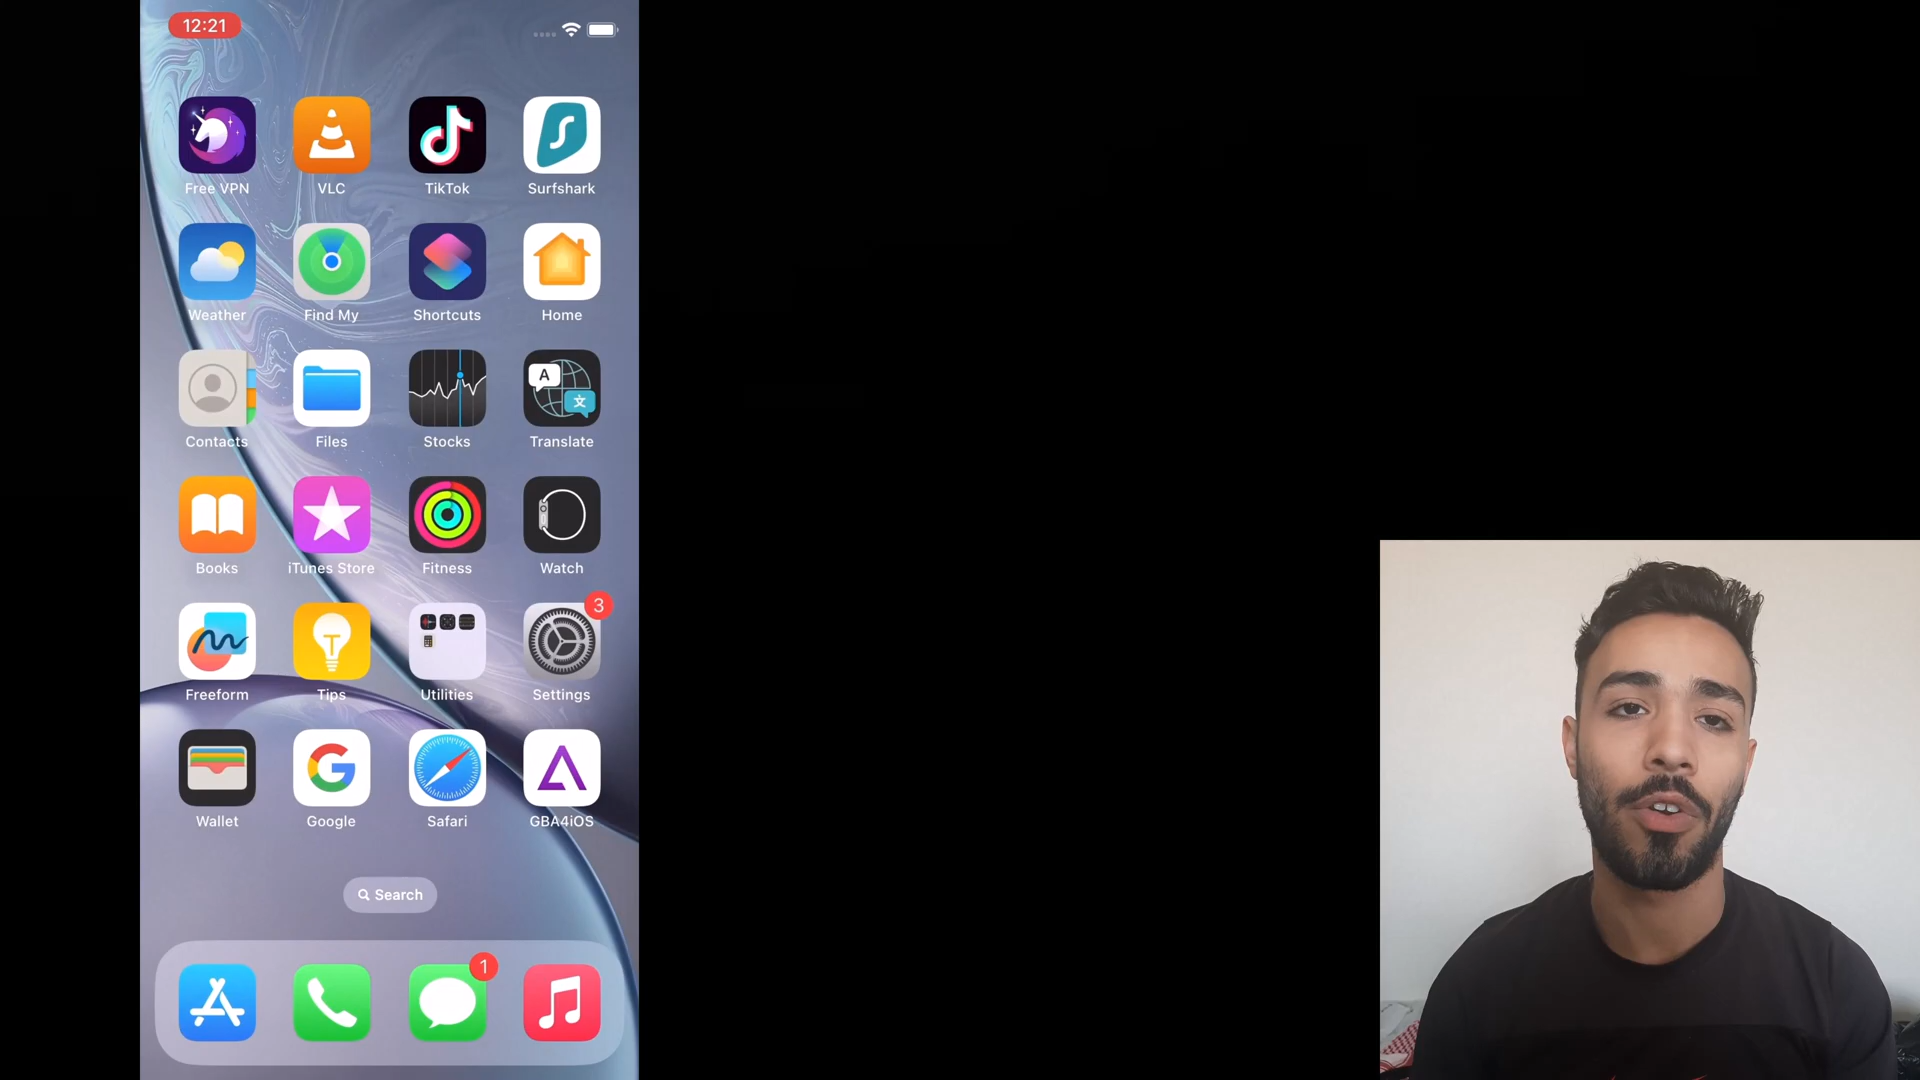 12:21
Free VPN VLC TikTok Surfshark
Weather Find My Shortcuts Home
A
文
Contacts Files Stocks Translate
Books iTunes Store Fitness Watch
3
Freeform Tips Utilities Settings
Wallet Google Safari GBA4iOS
Search
1